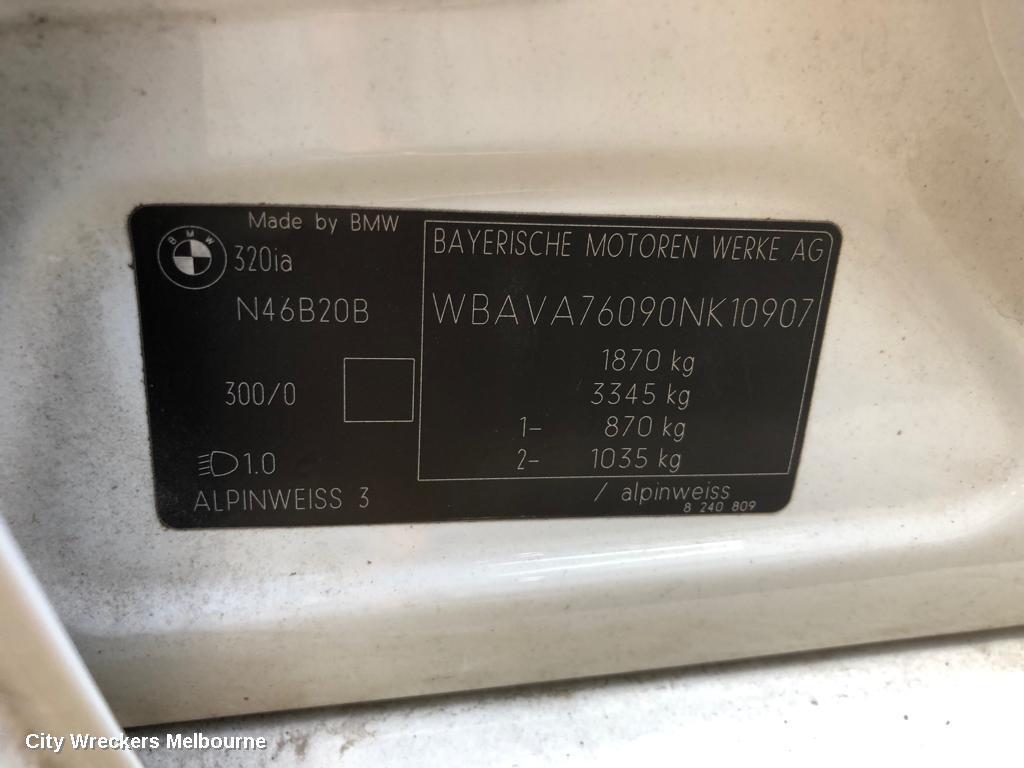 Made by BMW
BMW
320ia
N46B20B
300/0
1.0
ALPINWEISS 3
BAYERISCHE MOTOREN WERKE AG
WBAVA76090NK10907
1870 kg
3345 kg
1- 870 kg
2- 1035 kg
/ alpinweiss
8 240 809
City Wreckers Melbourne